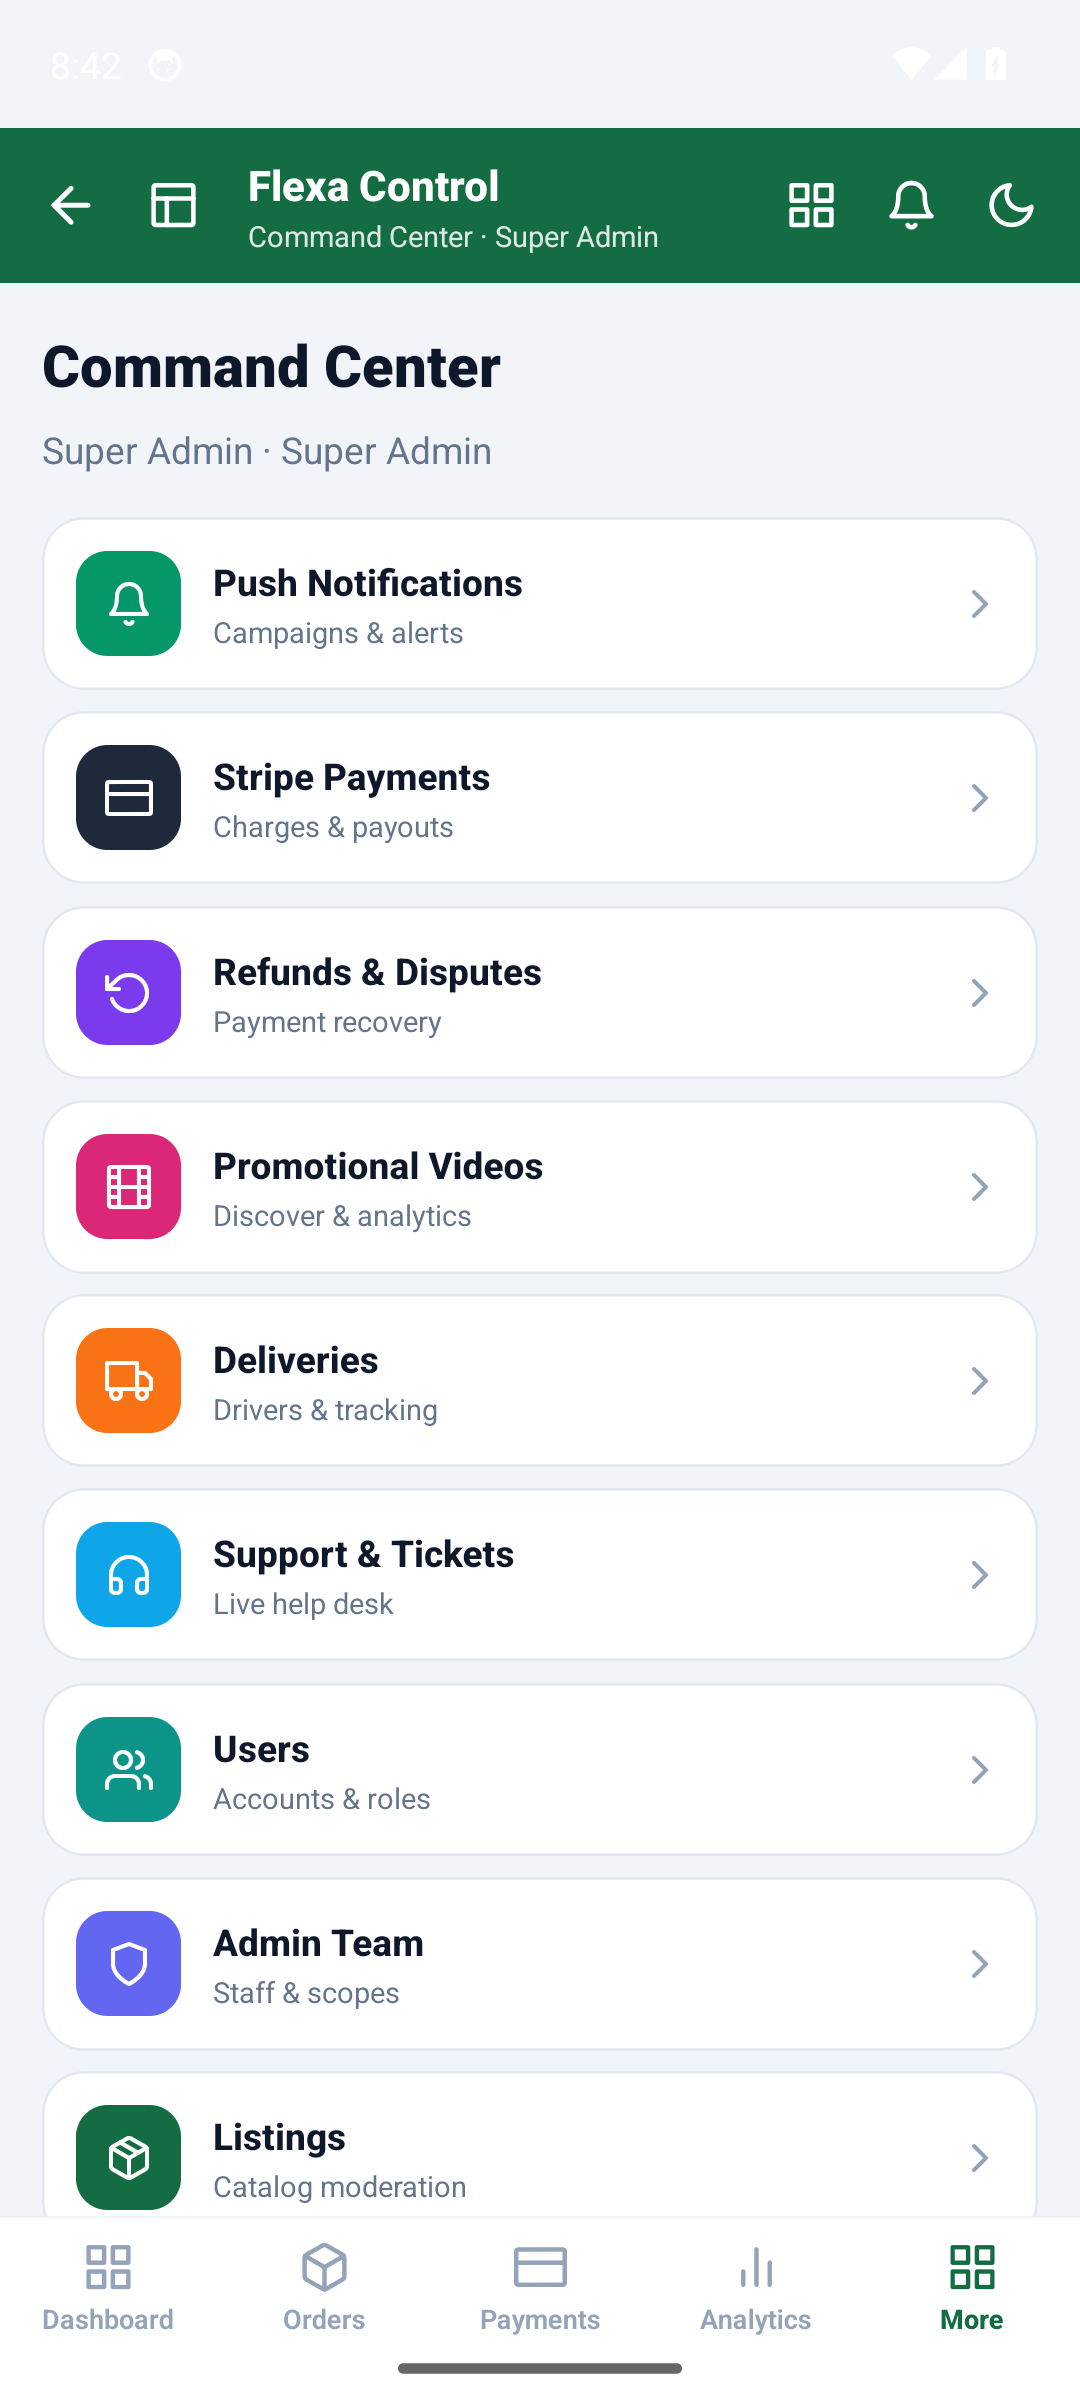 8:42
Flexa Control
Command Center · Super Admin
Command Center
Super Admin · Super Admin
Push Notifications
Campaigns & alerts
Stripe Payments
Charges & payouts
Refunds & Disputes
Payment recovery
Promotional Videos
Discover & analytics
Deliveries
Drivers & tracking
Support & Tickets
Live help desk
Users
Accounts & roles
Admin Team
Staff & scopes
Listings
Catalog moderation
Dashboard
Orders
Payments
Analytics
More